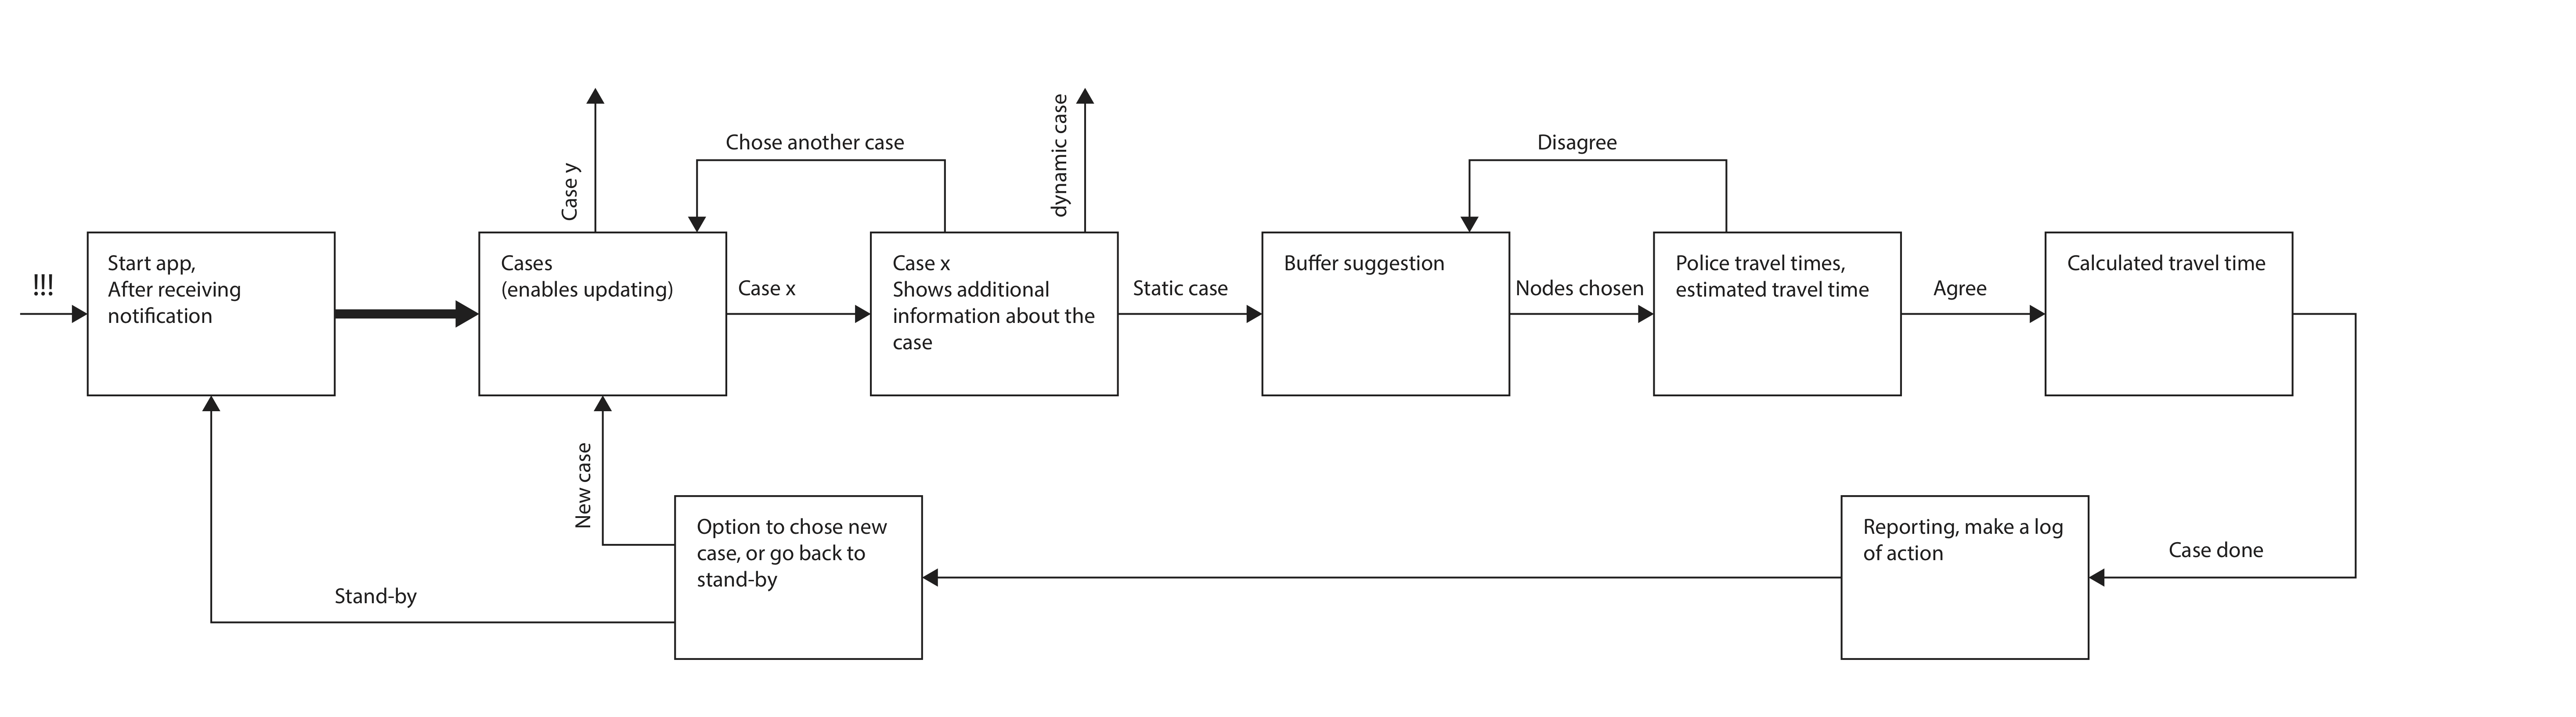 Chose another case
Disagree
Case y
dynamic case
!!!
Start app,
After receiving
notification
Cases
(enables updating)
Case x
Case x
Shows additional
information about the
case
Static case
Buffer suggestion
Nodes chosen
Police travel times,
estimated travel time
Agree
Calculated travel time
New case
Option to chose new
case, or go back to
stand-by
Reporting, make a log
of action
Case done
Stand-by